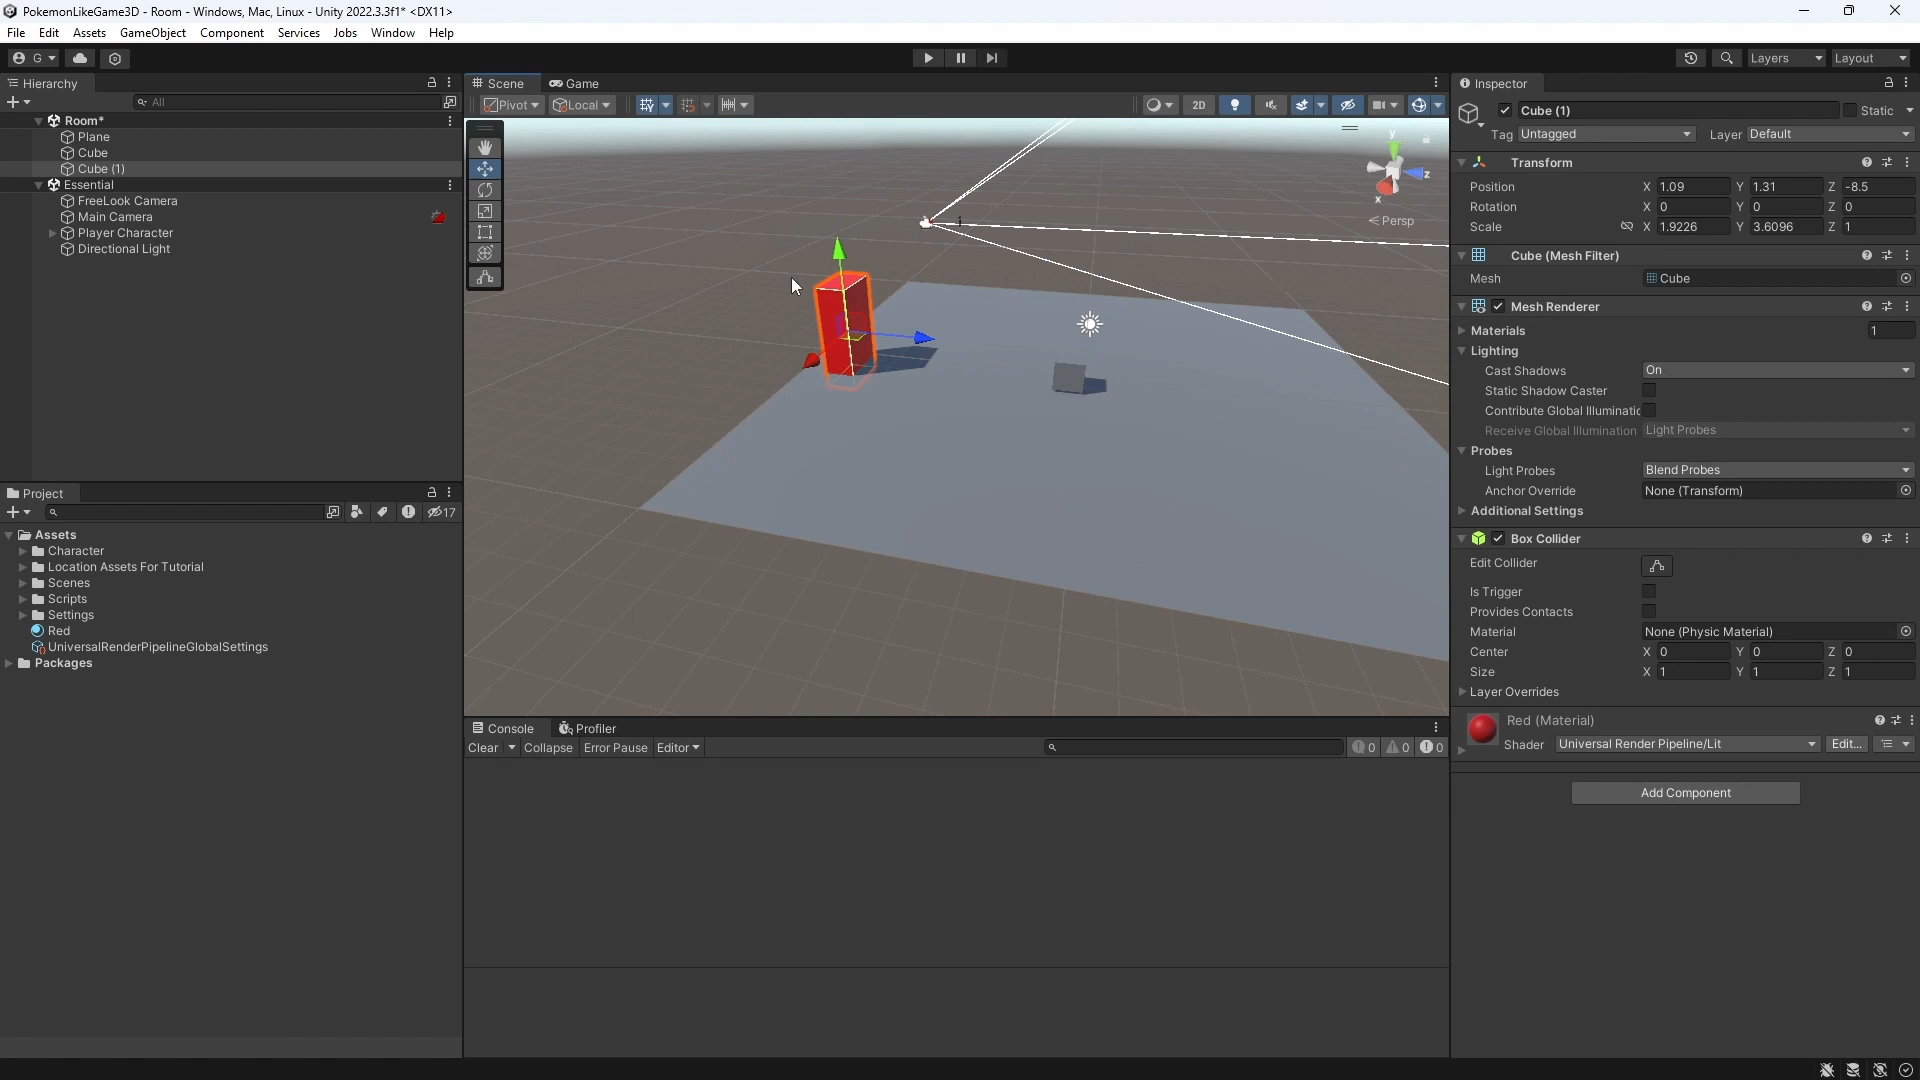 PokemonLikeGame3D - Room - Windows, Mac, Linux - Unity 2022.3.3f1* <DX11>
File Edit Assets GameObject Component Services Jobs Window Help
G Layers Layout
Hierarchy
All
Room*
Plane
Cube
Cube (1)
Essential
FreeLook Camera
Main Camera
Player Character
Directional Light
Project
17
Assets
Character
Location Assets For Tutorial
Scenes
Scripts
Settings
Red
UniversalRenderPipelineGlobalSettings
Packages
Scene Game
Pivot Local 2D
y
z
x
< Persp
Console Profiler
Clear Collapse Error Pause Editor 0 0 0
Inspector
Cube (1) Static
Tag Untagged Layer Default
Transform
Position X 1.09 Y 1.31 Z -8.5
Rotation X 0 Y 0 Z 0
Scale X 1.9226 Y 3.6096 Z 1
Cube (Mesh Filter)
Mesh Cube
Mesh Renderer
Materials 1
Lighting
Cast Shadows On
Static Shadow Caster
Contribute Global Illuminatic
Receive Global Illumination Light Probes
Probes
Light Probes Blend Probes
Anchor Override None (Transform)
Additional Settings
Box Collider
Edit Collider
Is Trigger
Provides Contacts
Material None (Physic Material)
Center X 0 Y 0 Z 0
Size X 1 Y 1 Z 1
Layer Overrides
Red (Material)
Shader Universal Render Pipeline/Lit Edit...
Add Component